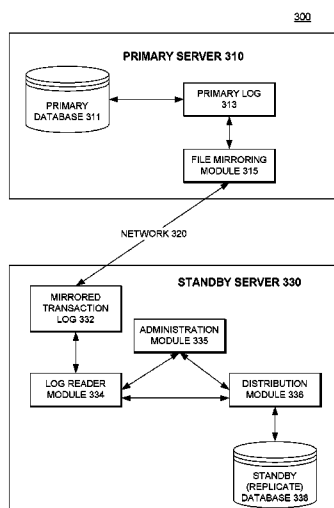 300
PRIMARY SERVER 310
PRIMARY
DATABASE 311
PRIMARY LOG
313
FILE MIRRORING
MODULE 315
NETWORK 320
STANDBY SERVER 330
MIRRORED
TRANSACTION
LOG 332
ADMINISTRATION
MODULE 335
LOG READER
MODULE 334
DISTRIBUTION
MODULE 336
STANDBY
(REPLICATE)
DATABASE 338